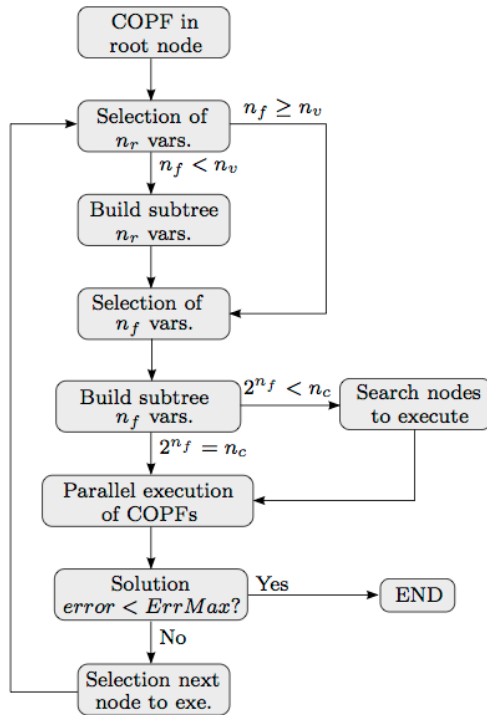 COPF in
root node
Selection of
n_r vars.
n_f ≥ n_v
n_f < n_v
Build subtree
n_r vars.
Selection of
n_f vars.
Build subtree
n_f vars.
2^{n_f} < n_c
Search nodes
to execute
2^{n_f} = n_c
Parallel execution
of COPFs
Solution
error < ErrMax?
Yes
END
No
Selection next
node to exe.